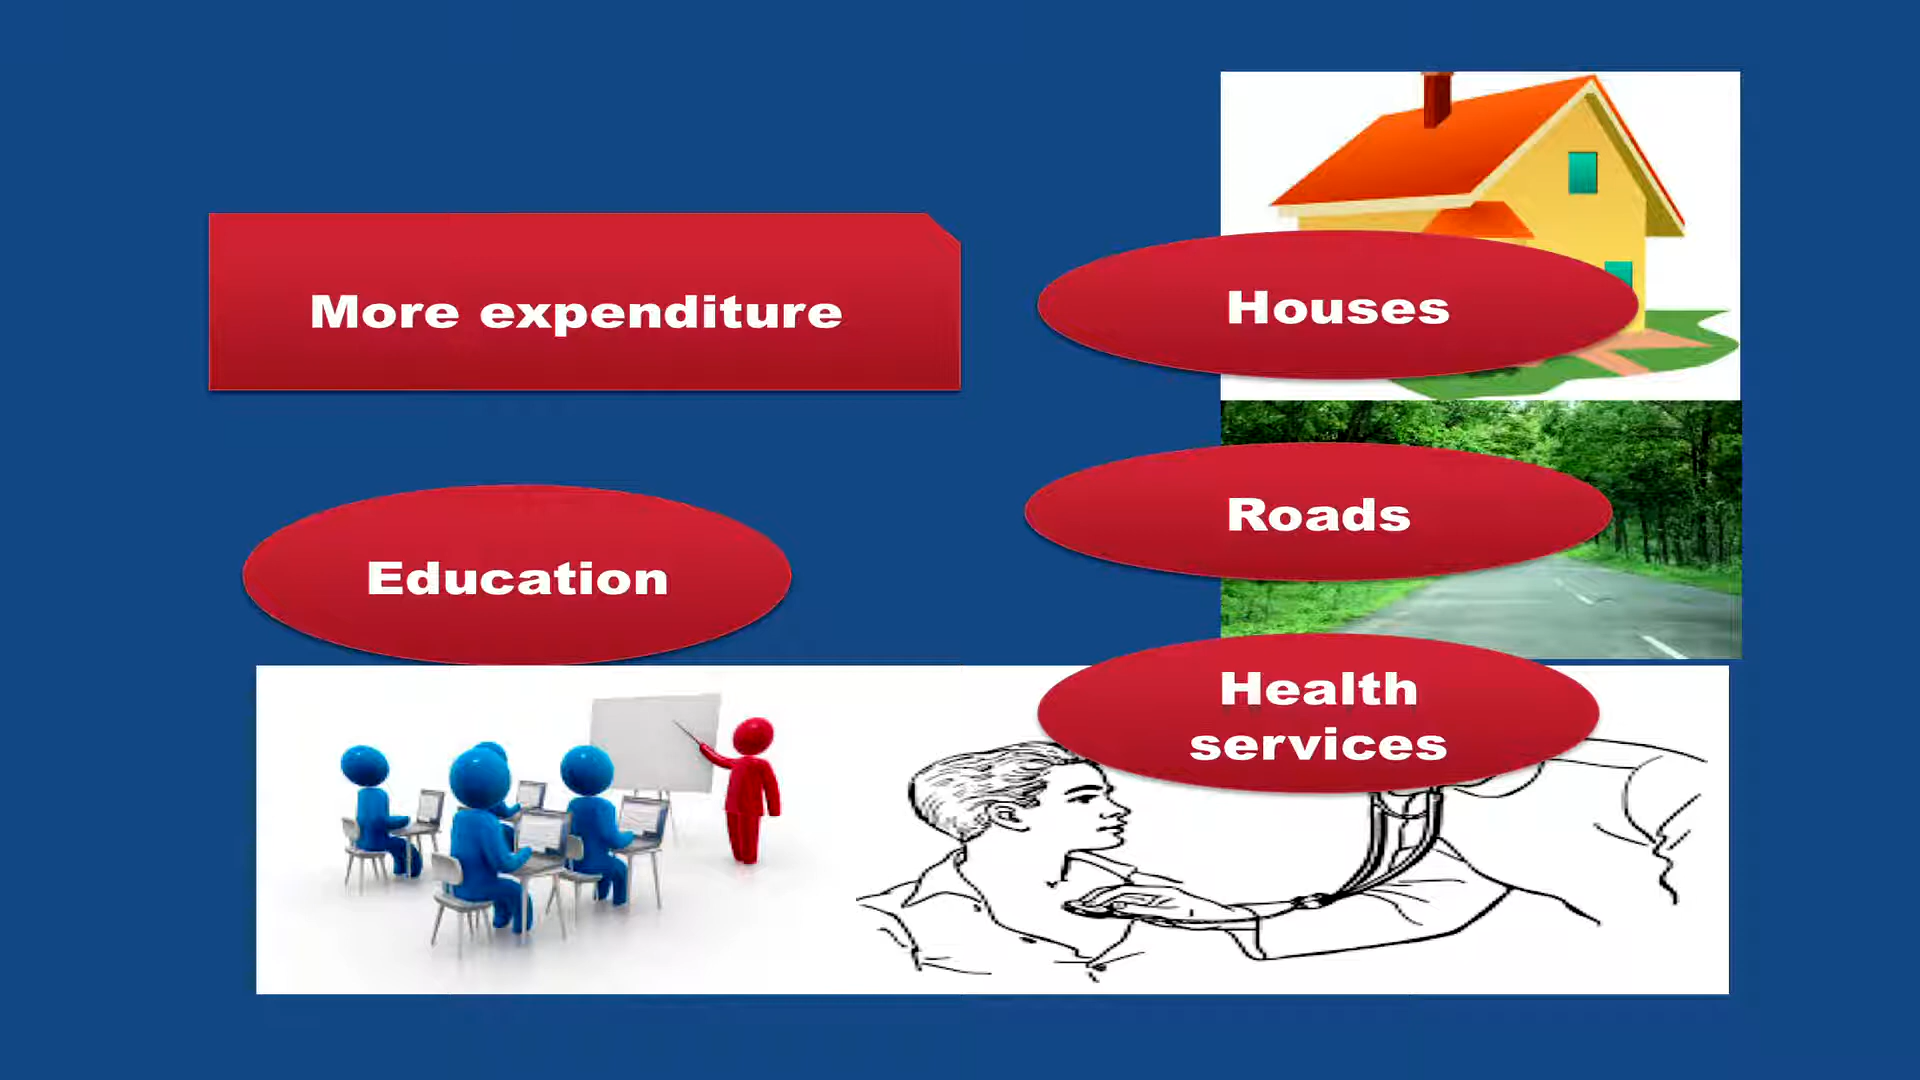 More expenditure
Houses
Roads
Education
Health
services